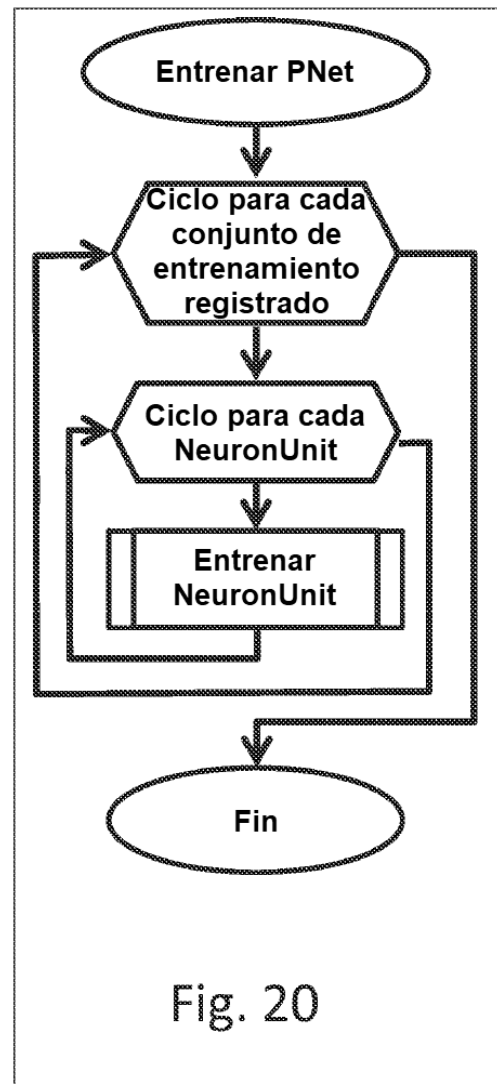 Entrenar PNet
Ciclo para cada
conjunto de
entrenamiento
registrado
Ciclo para cada
NeuronUnit
Entrenar
NeuronUnit
Fin
Fig. 20